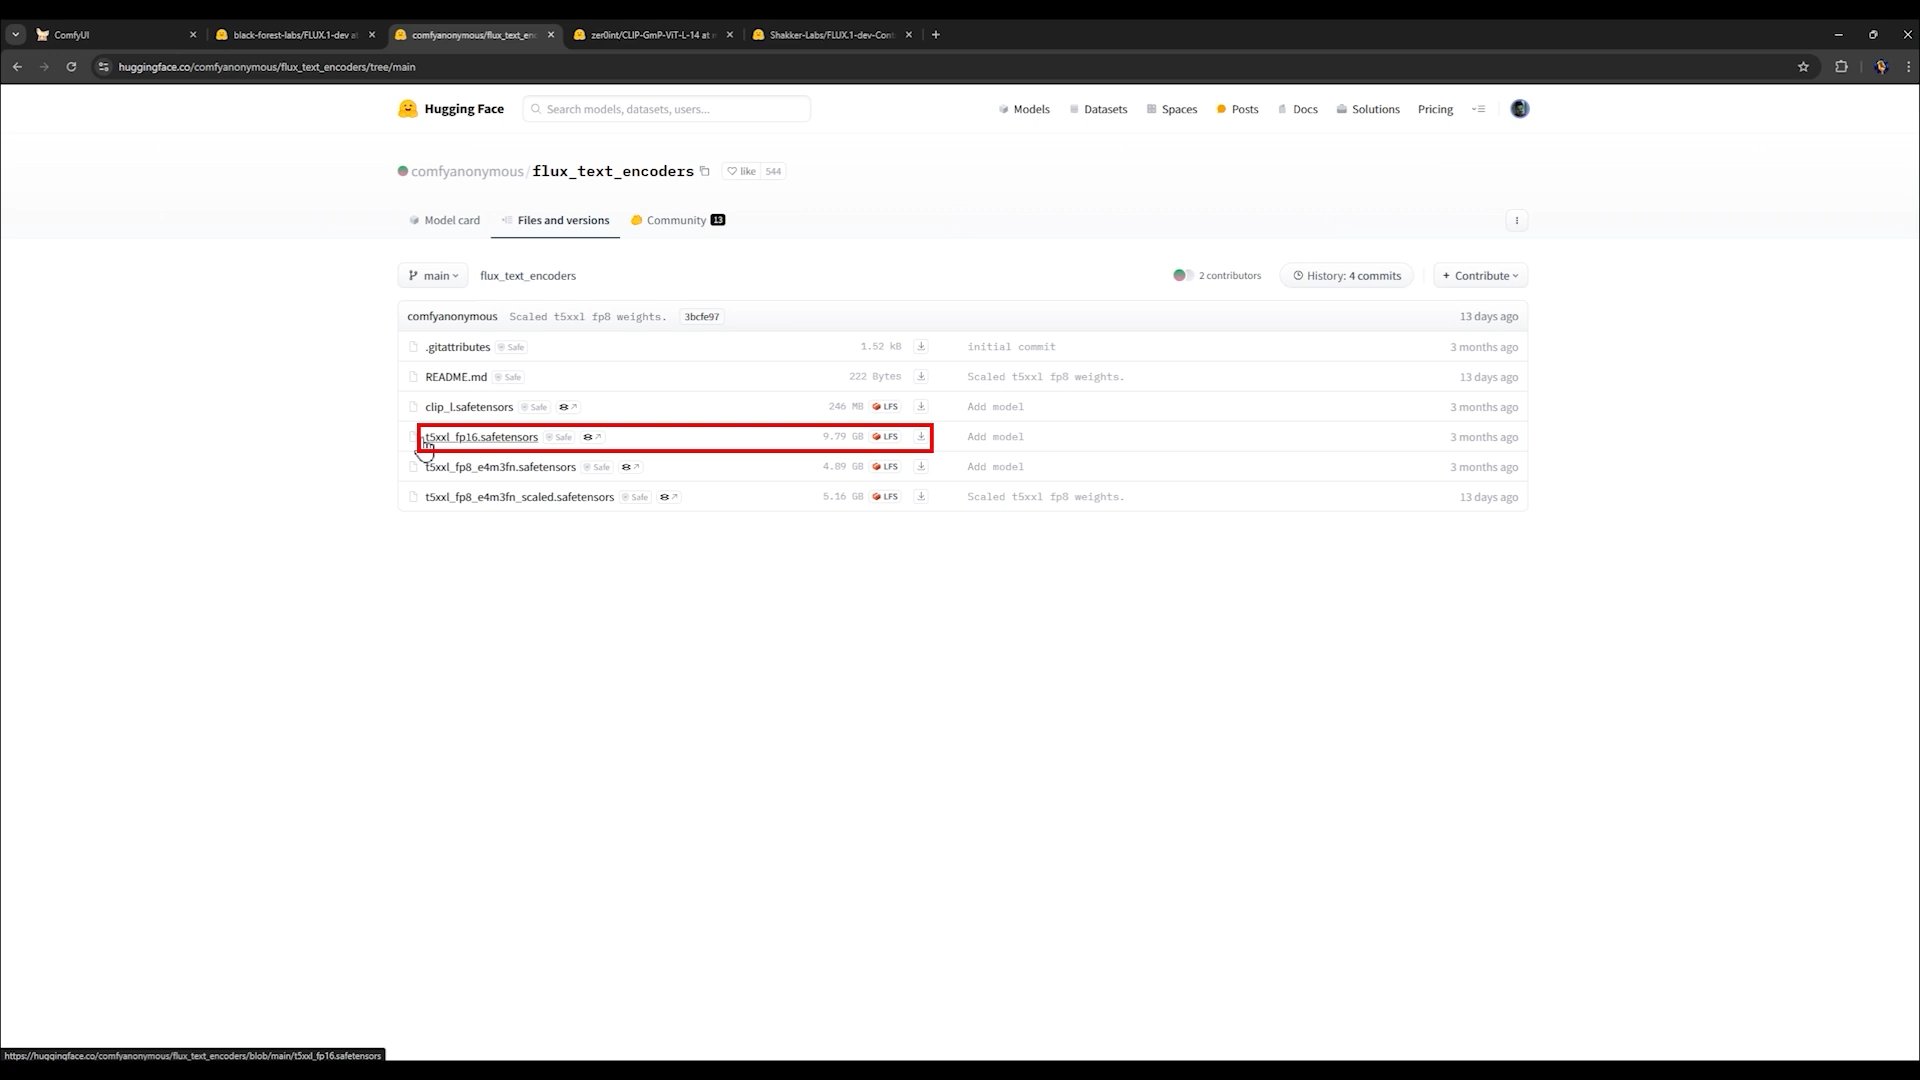 ComfyUI
black-forest-labs/FLUX.1-dev at
comfyanonymous/flux_text_enc
zer0int/CLIP-GmP-ViT-L-14 at m
Shakker-Labs/FLUX.1-dev-Cont
huggingface.co/comfyanonymous/flux_text_encoders/tree/main
Hugging Face
Search models, datasets, users...
Models
Datasets
Spaces
Posts
Docs
Solutions
Pricing
comfyanonymous/flux_text_encoders
like 544
Model card
Files and versions
Community 13
main
flux_text_encoders
2 contributors
History: 4 commits
+ Contribute
comfyanonymous Scaled t5xxl fp8 weights. 3bcfe97 13 days ago
.gitattributes Safe 1.52 kB initial commit 3 months ago
README.md Safe 222 Bytes Scaled t5xxl fp8 weights. 13 days ago
clip_l.safetensors Safe 246 MB LFS Add model 3 months ago
t5xxl_fp16.safetensors Safe 9.79 GB LFS Add model 3 months ago
t5xxl_fp8_e4m3fn.safetensors Safe 4.89 GB LFS Add model 3 months ago
t5xxl_fp8_e4m3fn_scaled.safetensors Safe 5.16 GB LFS Scaled t5xxl fp8 weights. 13 days ago
https://huggingface.co/comfyanonymous/flux_text_encoders/blob/main/t5xxl_fp16.safetensors